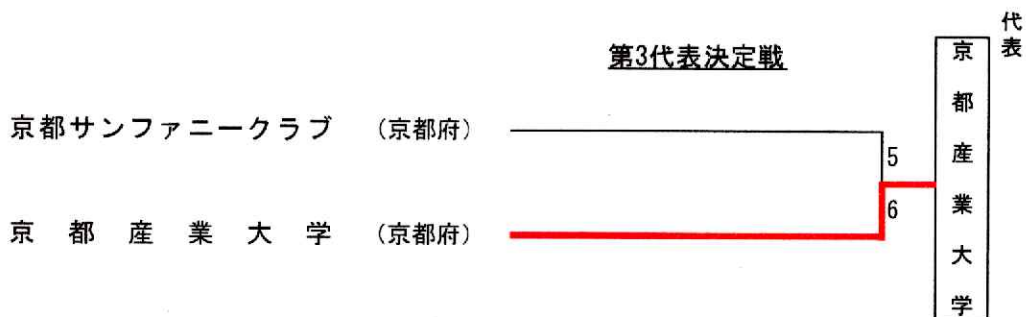 第3代表決定戦
京都サンファニークラブ (京都府)
5
京都産業大学 (京都府)
6
京都産業大学
代表